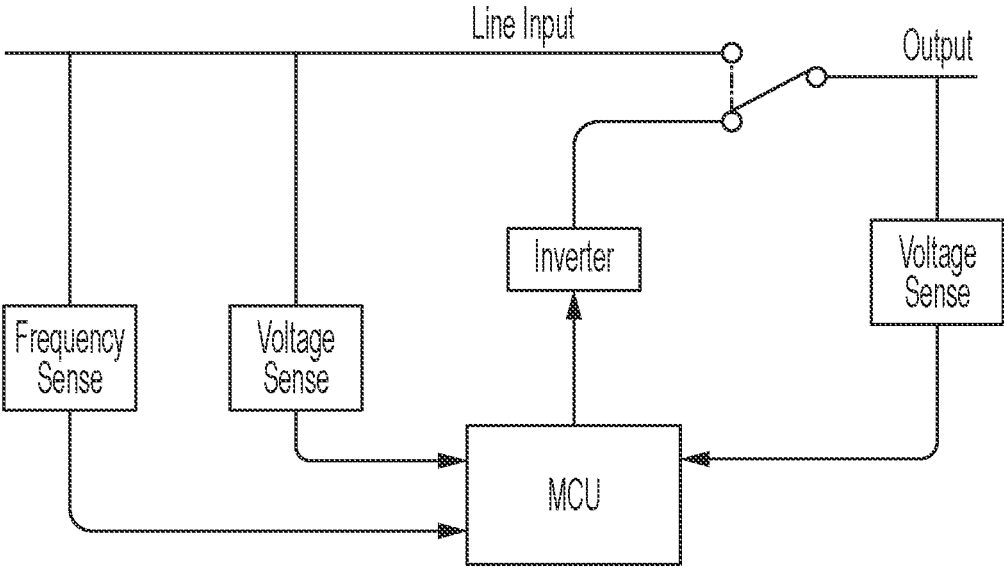 Line Input
Output
Inverter
Voltage
Sense
Frequency
Sense
Voltage
Sense
MCU